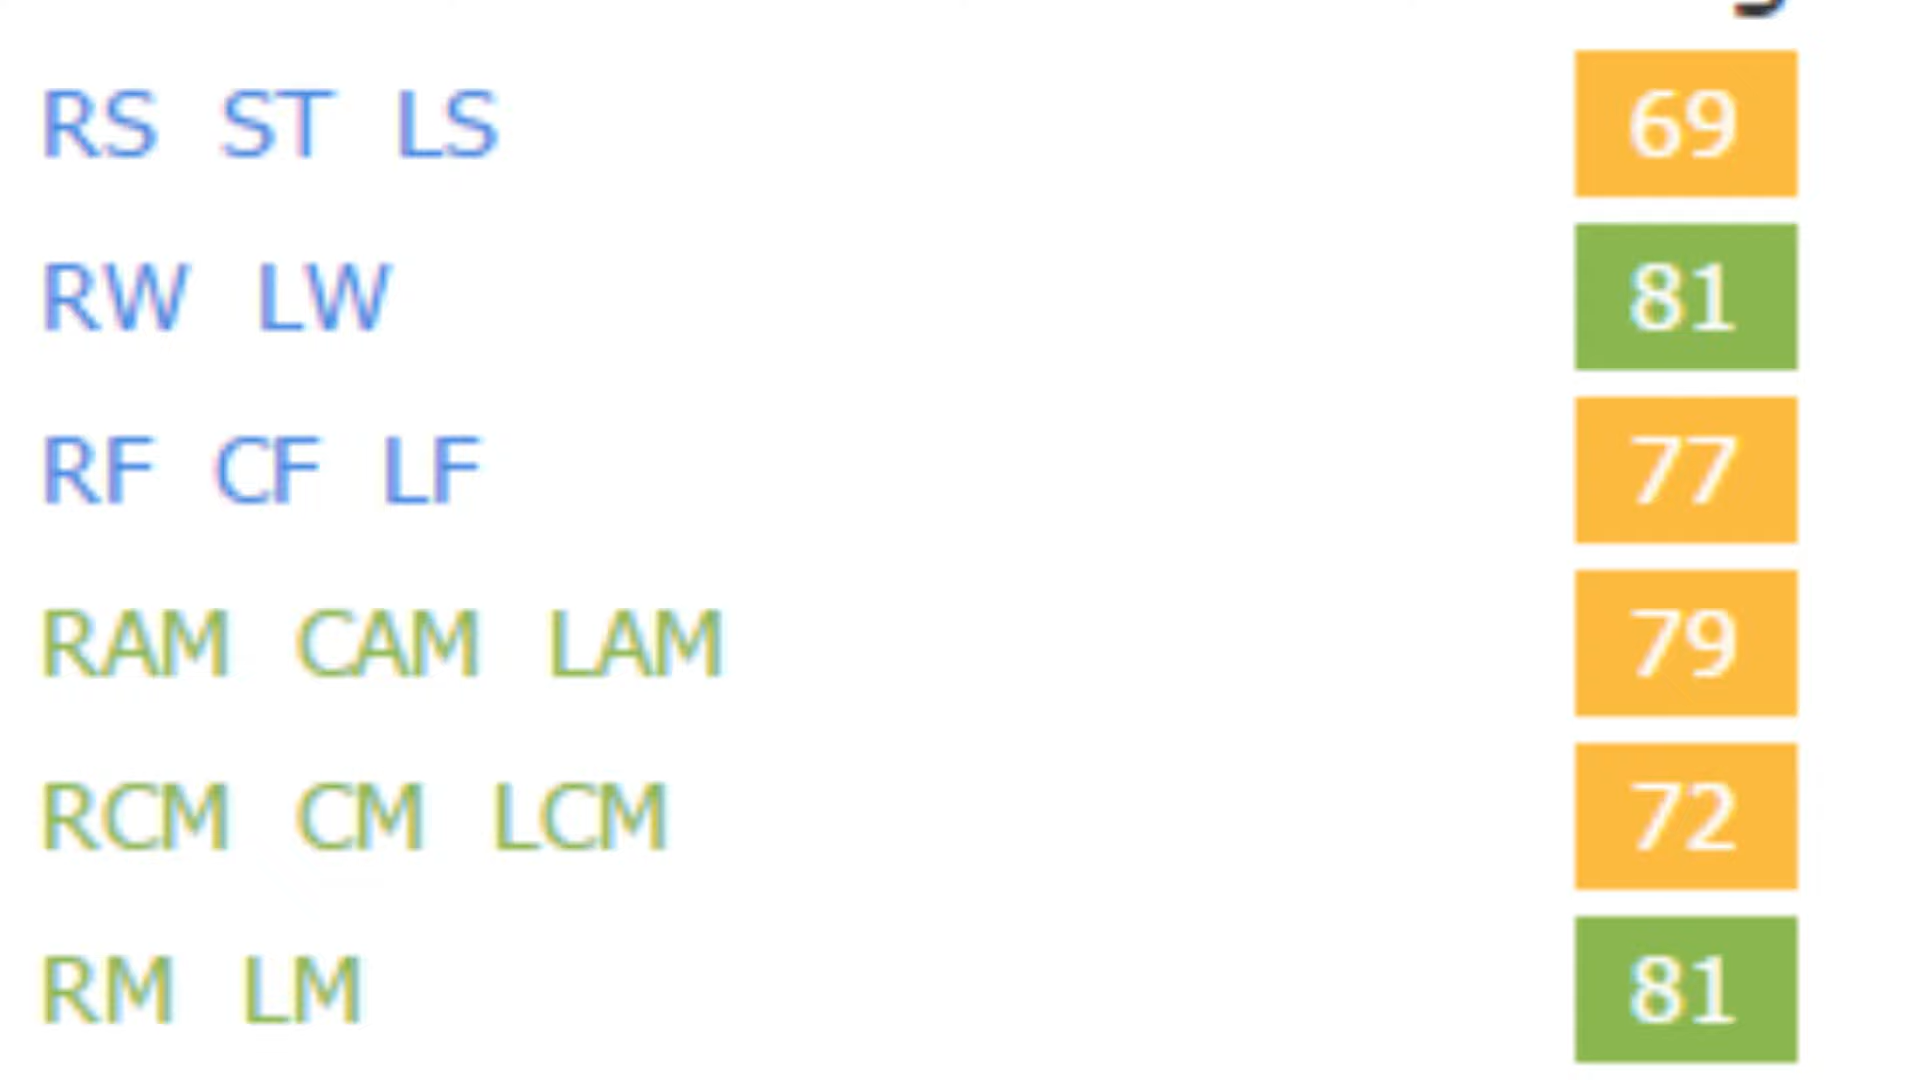 RS ST LS 69
RW LW 81
RF CF LF 77
RAM CAM LAM 79
RCM CM LCM 72
RM LM 81